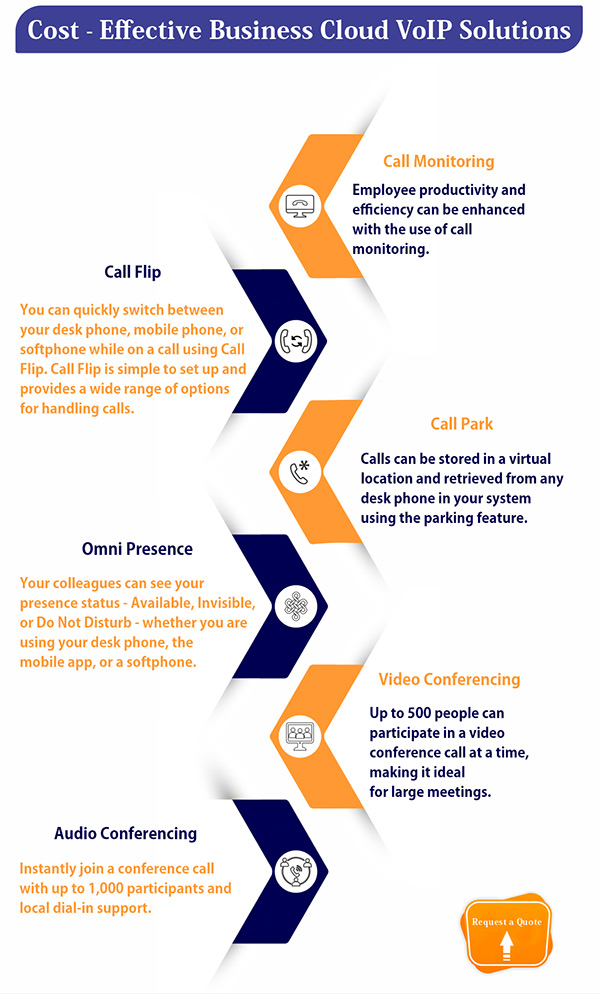 Cost - Effective Business Cloud VoIP Solutions
Call Monitoring
Employee productivity and
efficiency can be enhanced
with the use of call
monitoring.
Call Flip
You can quickly switch between
your desk phone, mobile phone, or
softphone while on a call using Call
Flip. Call Flip is simple to set up and
provides a wide range of options
for handling calls.
Call Park
Calls can be stored in a virtual
location and retrieved from any
desk phone in your system
using the parking feature.
Omni Presence
Your colleagues can see your
presence status - Available, Invisible,
or Do Not Disturb - whether you are
using your desk phone, the
mobile app, or a softphone.
Video Conferencing
Up to 500 people can
participate in a video
conference call at a time,
making it ideal
for large meetings.
Audio Conferencing
Instantly join a conference call
with up to 1,000 participants and
local dial-in support.
Request a Quote